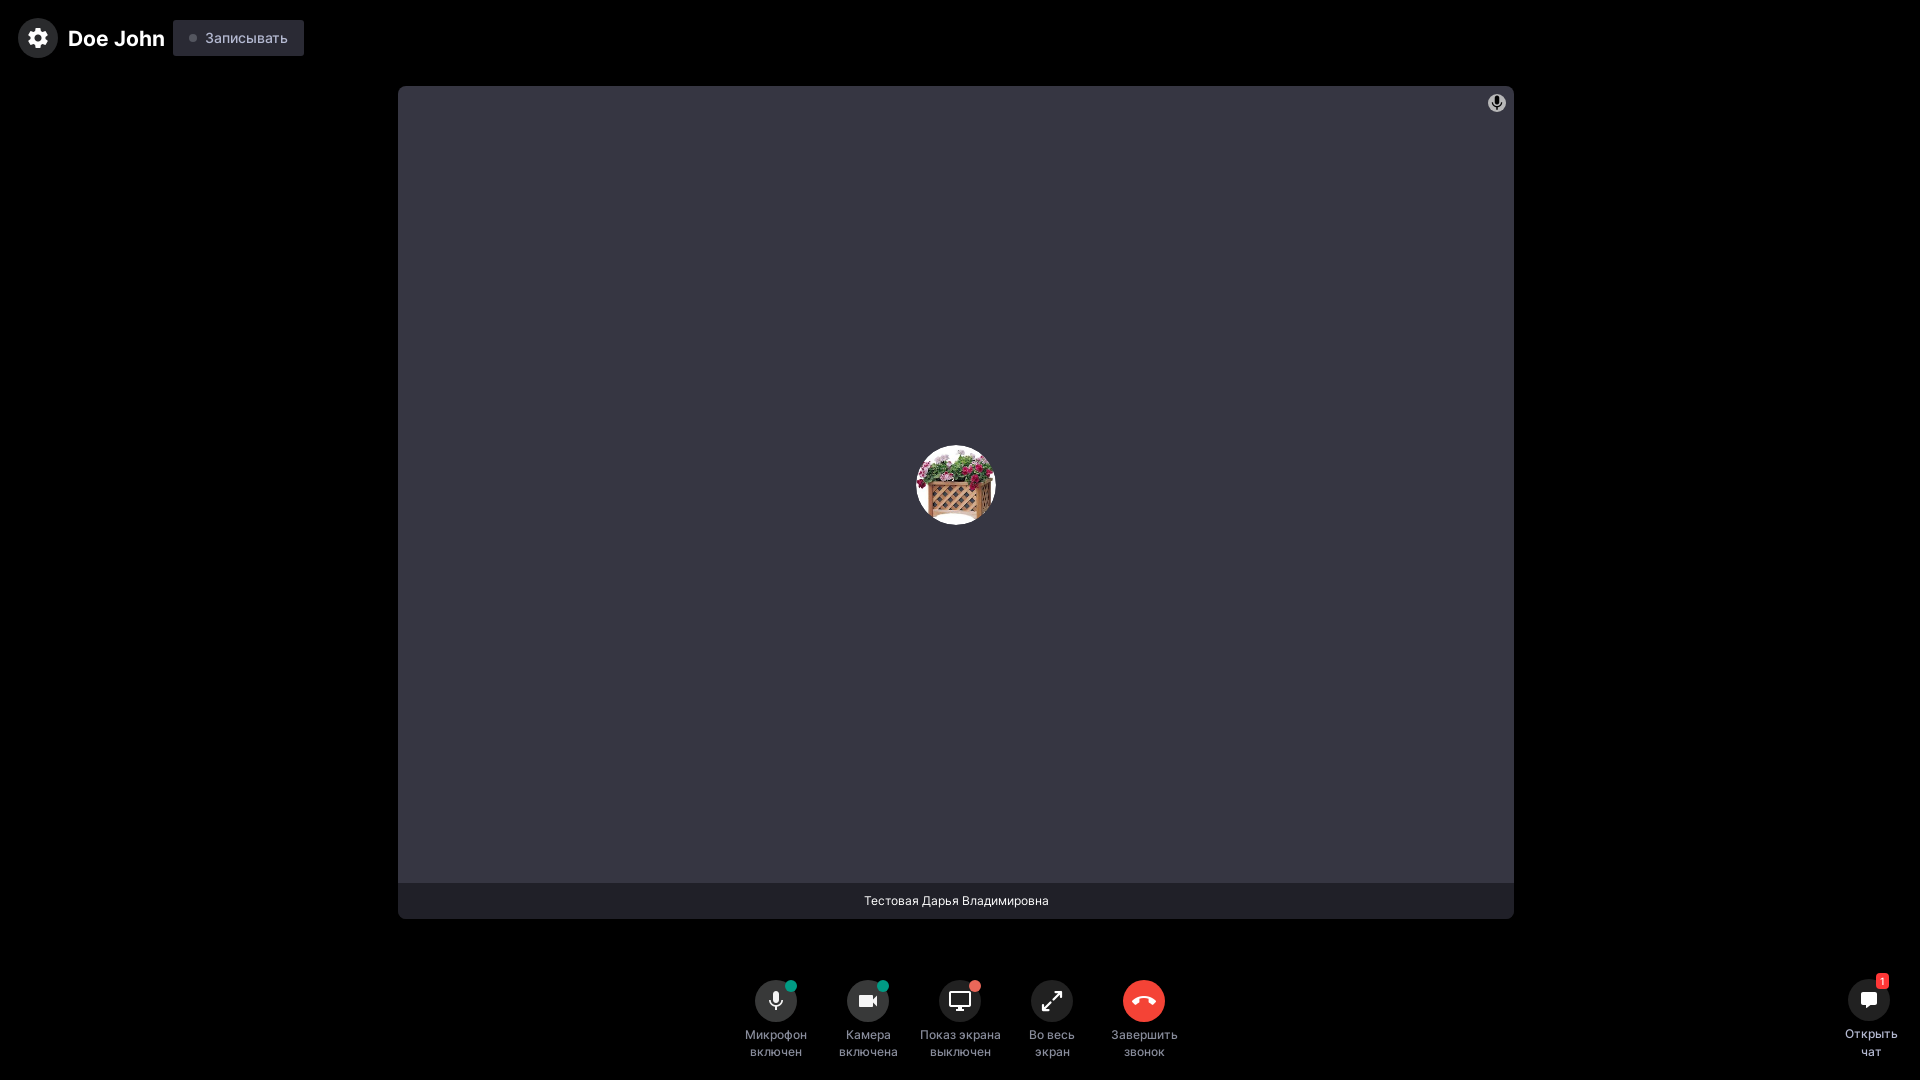 Doe John
Записывать
Тестовая Дарья Владимировна
Микрофон
включен
Камера
включена
Показ экрана
выключен
Во весь
экран
Завершить
звонок
1
Открыть
чат